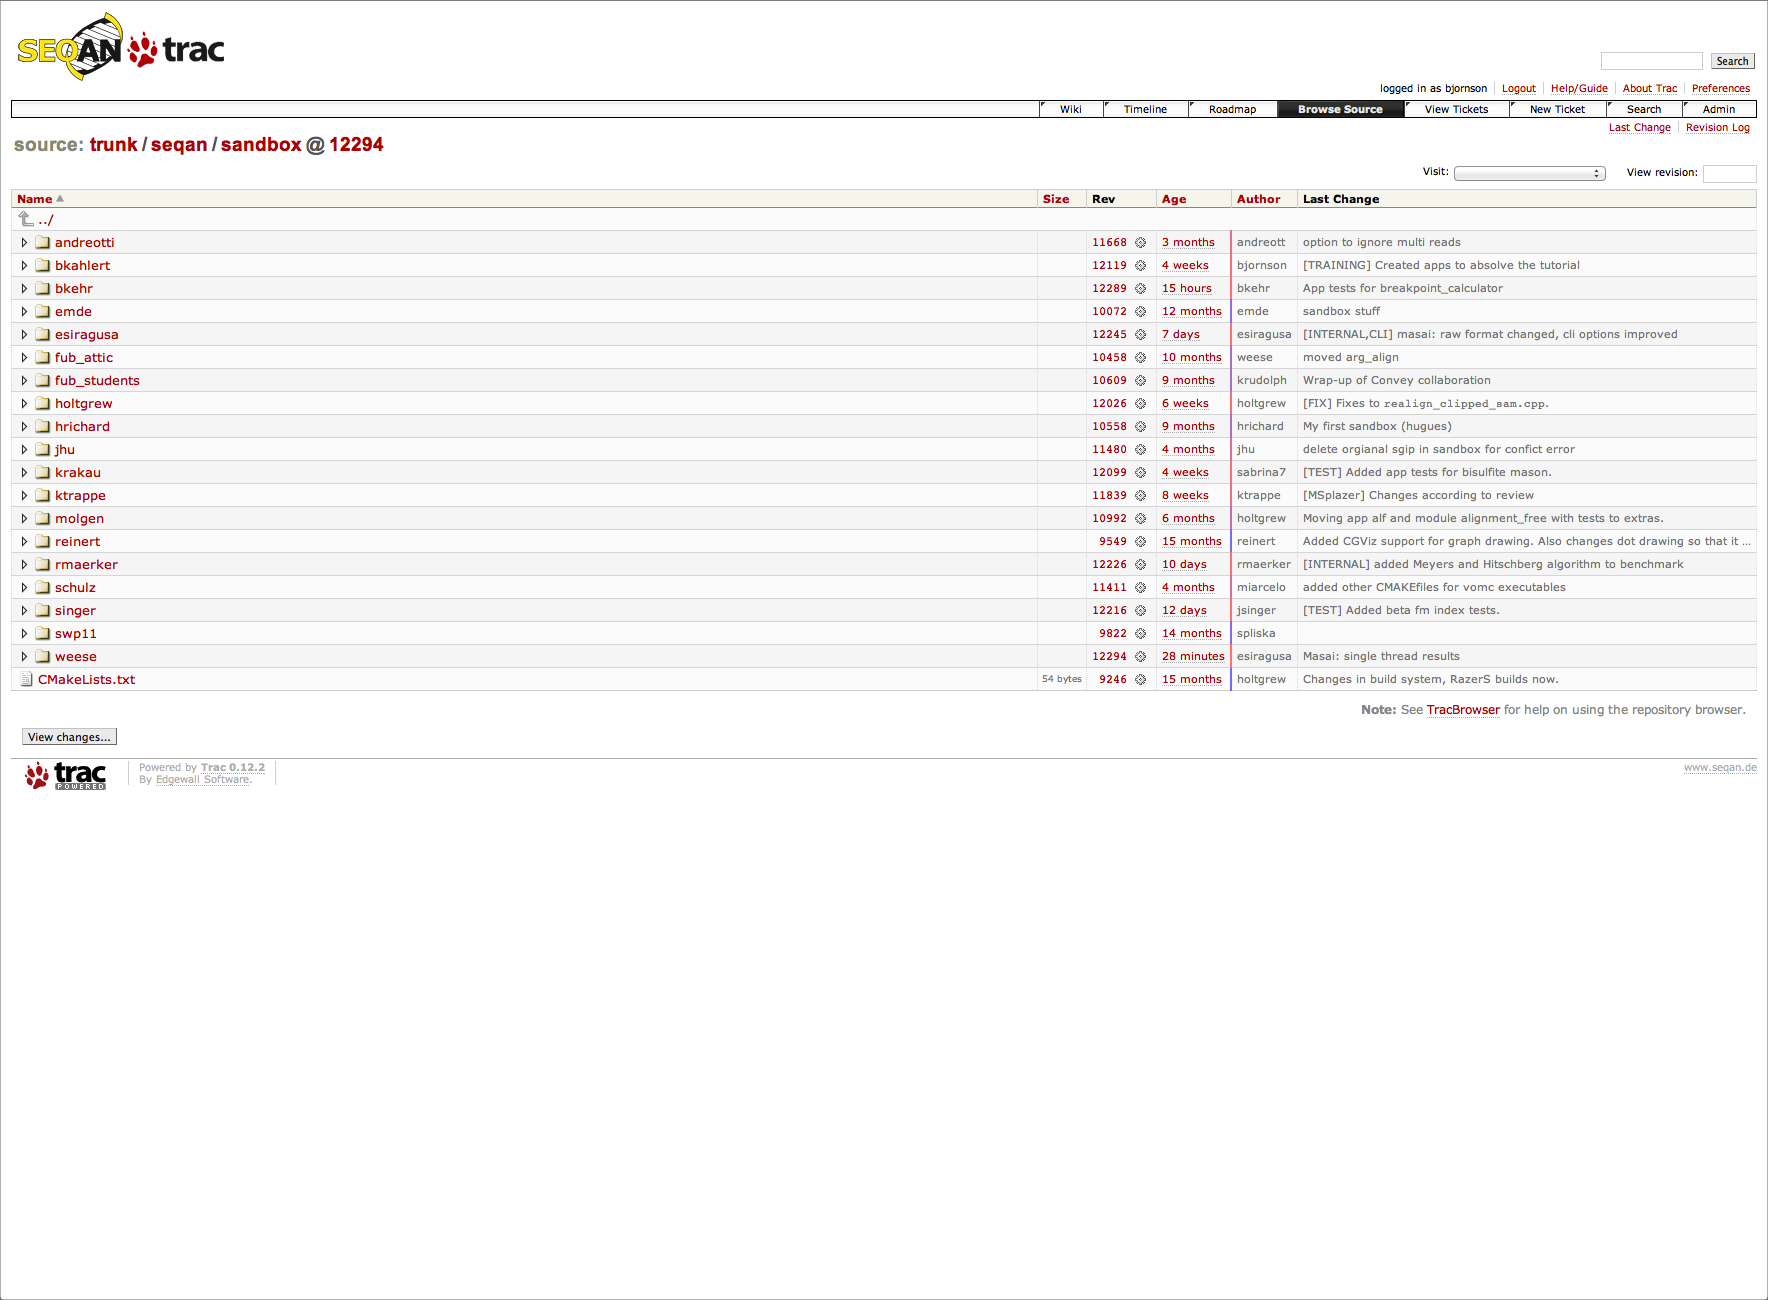 SEQAN trac
Search
logged in as bjornson Logout Help/Guide About Trac Preferences
Wiki Timeline Roadmap Browse Source View Tickets New Ticket Search Admin
Last Change Revision Log
source: trunk / seqan / sandbox @ 12294
Visit: View revision:
Name Size Rev Age Author Last Change
../
andreotti 11668 3 months andreott option to ignore multi reads
bkahlert 12119 4 weeks bjornson [TRAINING] Created apps to absolve the tutorial
bkehr 12289 15 hours bkehr App tests for breakpoint_calculator
emde 10072 12 months emde sandbox stuff
esiragusa 12245 7 days esiragusa [INTERNAL,CLI] masai: raw format changed, cli options improved
fub_attic 10458 10 months weese moved arg_align
fub_students 10609 9 months krudolph Wrap-up of Convey collaboration
holtgrew 12026 6 weeks holtgrew [FIX] Fixes to realign_clipped_sam.cpp.
hrichard 10558 9 months hrichard My first sandbox (hugues)
jhu 11480 4 months jhu delete orgianal sgip in sandbox for confict error
krakau 12099 4 weeks sabrina7 [TEST] Added app tests for bisulfite mason.
ktrappe 11839 8 weeks ktrappe [MSplazer] Changes according to review
molgen 10992 6 months holtgrew Moving app alf and module alignment_free with tests to extras.
reinert 9549 15 months reinert Added CGViz support for graph drawing. Also changes dot drawing so that it ...
rmaerker 12226 10 days rmaerker [INTERNAL] added Meyers and Hitschberg algorithm to benchmark
schulz 11411 4 months miarcelo added other CMAKEfiles for vomc executables
singer 12216 12 days jsinger [TEST] Added beta fm index tests.
swp11 9822 14 months spliska
weese 12294 28 minutes esiragusa Masai: single thread results
CMakeLists.txt 54 bytes 9246 15 months holtgrew Changes in build system, RazerS builds now.
Note: See TracBrowser for help on using the repository browser.
View changes...
trac POWERED
Powered by Trac 0.12.2
By Edgewall Software.
www.seqan.de